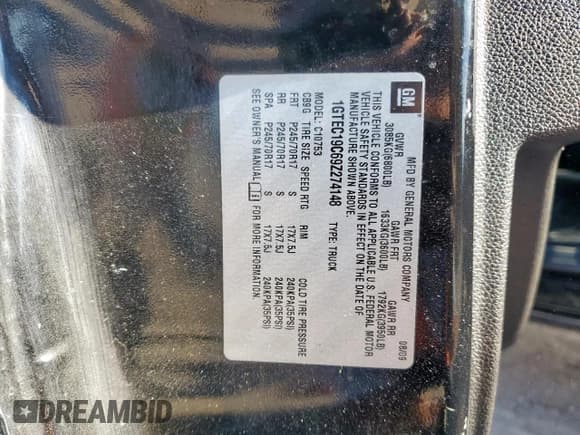 GM
MFD BY GENERAL MOTORS COMPANY
08/09
GVWR GAWR FRT GAWR RR
3085KG(6800LB) 1633KG(3600LB) 1792KG(3950LB)
THIS VEHICLE CONFORMS TO ALL APPLICABLE U.S. FEDERAL MOTOR
VEHICLE SAFETY STANDARDS IN EFFECT ON THE DATE OF
MANUFACTURE SHOWN ABOVE.
1GTEC19C69Z274148 TYPE: TRUCK
MODEL: C10753
CB9G TIRE SIZE SPEED RTG RIM COLD TIRE PRESSURE
FRT P245/70R17 S 17X7.5J 240KPA(35PSI)
RR P245/70R17 S 17X7.5J 240KPA(35PSI)
SPA P245/70R17 S 17X7.5J 240KPA(35PSI)
SEE OWNER'S MANUAL FOR MORE INFORMATION.
DREAMBID